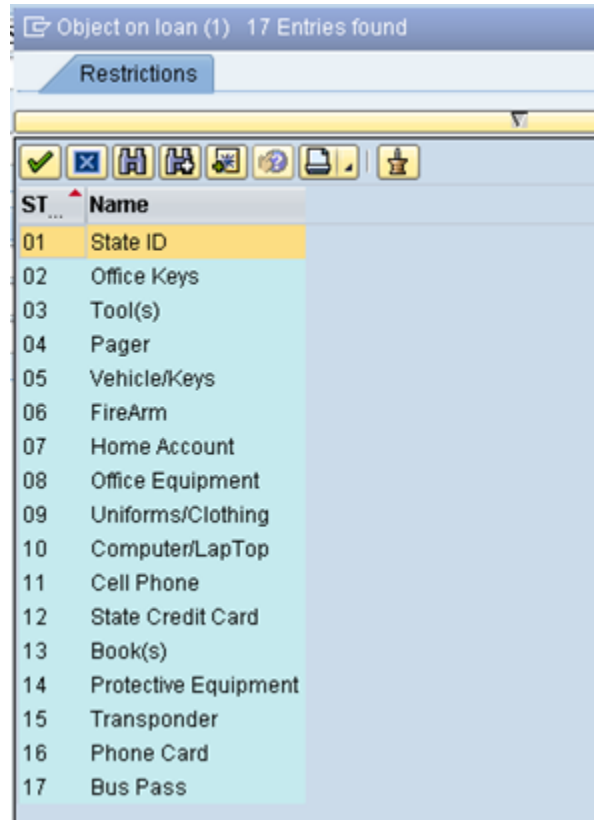 Object on loan (1) 17 Entries found
Restrictions
ST... Name
01 State ID
02 Office Keys
03 Tool(s)
04 Pager
05 Vehicle/Keys
06 FireArm
07 Home Account
08 Office Equipment
09 Uniforms/Clothing
10 Computer/LapTop
11 Cell Phone
12 State Credit Card
13 Book(s)
14 Protective Equipment
15 Transponder
16 Phone Card
17 Bus Pass